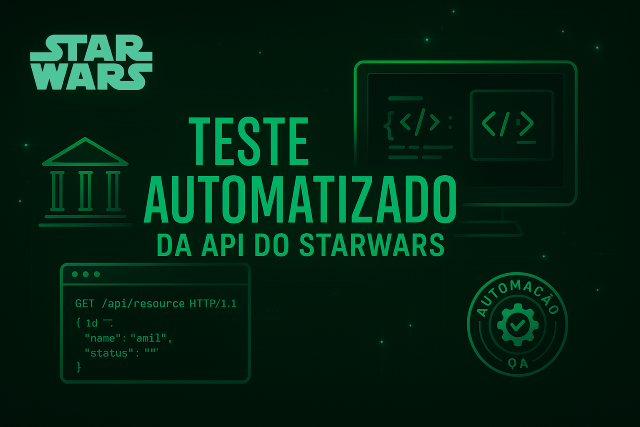 STAR
WARS
TESTE
AUTOMATIZADO
DA API DO STARWARS
{</> :
</>
GET /api/resource HTTP/1.1
{ 1d "":
"name": "amil",
"status": ""
}
AUTOMAÇÃO
QA